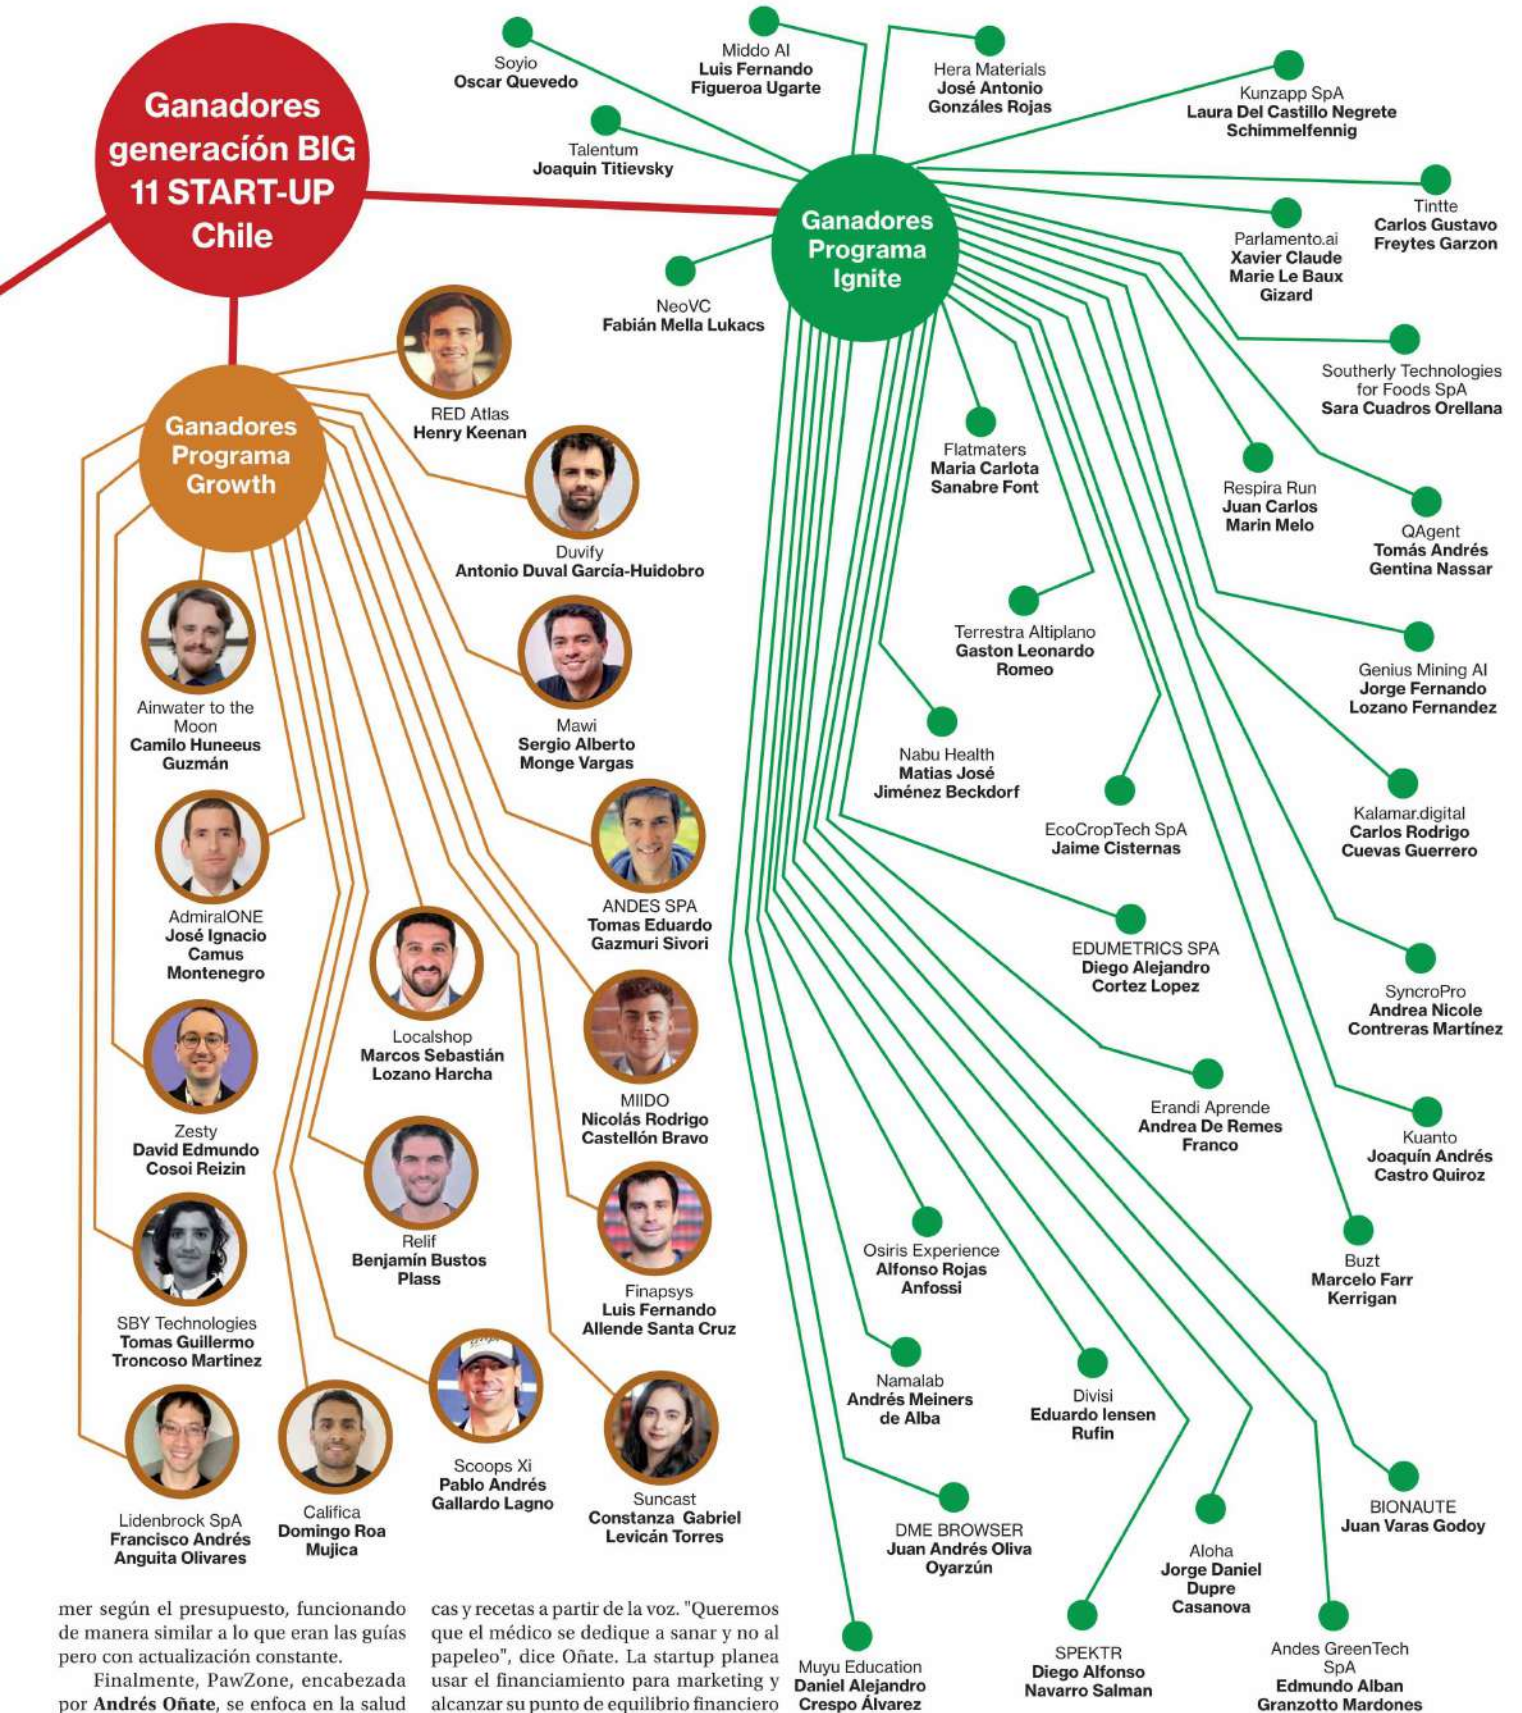 Ganadores
generación BIG
11 START-UP
Chile
Ganadores
Programa
Ignite
Soyio
Oscar Quevedo
Middo AI
Luis Fernando
Figueroa Ugarte
Hera Materials
José Antonio
Gonzáles Rojas
Kunzapp SpA
Laura Del Castillo Negrete
Schimmelfennig
Talentum
Joaquin Titievsky
Tintte
Carlos Gustavo
Freytes Garzon
Parlamento.ai
Xavier Claude
Marie Le Baux
Gizard
NeoVC
Fabián Mella Lukacs
Southerly Technologies
for Foods SpA
Sara Cuadros Orellana
Flatmaters
Maria Carlota
Sanabre Font
Respira Run
Juan Carlos
Marin Melo
QAgent
Tomás Andrés
Gentina Nassar
Terrestra Altiplano
Gaston Leonardo
Romeo
Genius Mining AI
Jorge Fernando
Lozano Fernandez
Nabu Health
Matias José
Jiménez Beckdorf
EcoCropTech SpA
Jaime Cisternas
Kalamar.digital
Carlos Rodrigo
Cuevas Guerrero
EDUMETRICS SPA
Diego Alejandro
Cortez Lopez
SyncroPro
Andrea Nicole
Contreras Martínez
Erandi Aprende
Andrea De Remes
Franco
Kuanto
Joaquín Andrés
Castro Quiroz
Osiris Experience
Alfonso Rojas
Anfossi
Buzt
Marcelo Farr
Kerrigan
Namalab
Andrés Meiners
de Alba
Divisi
Eduardo Iensen
Rufin
BIONAUTE
Juan Varas Godoy
DME BROWSER
Juan Andrés Oliva
Oyarzún
Aloha
Jorge Daniel
Dupre
Casanova
Muyu Education
Daniel Alejandro
Crespo Álvarez
SPEKTR
Diego Alfonso
Navarro Salman
Andes GreenTech
SpA
Edmundo Alban
Granzotto Mardones
Ganadores
Programa
Growth
RED Atlas
Henry Keenan
Duvify
Antonio Duval García-Huidobro
Ainwater to the
Moon
Camilo Huneeus
Guzmán
Mawi
Sergio Alberto
Monge Vargas
AdmiralONE
José Ignacio
Camus
Montenegro
ANDES SPA
Tomas Eduardo
Gazmuri Sivori
Localshop
Marcos Sebastián
Lozano Harcha
Zesty
David Edmundo
Cosoi Reizin
MIIDO
Nicolás Rodrigo
Castellón Bravo
Relif
Benjamín Bustos
Plass
SBY Technologies
Tomas Guillermo
Troncoso Martinez
Finapsys
Luis Fernando
Allende Santa Cruz
Lidenbrock SpA
Francisco Andrés
Anguita Olivares
Califica
Domingo Roa
Mujica
Scoops Xi
Pablo Andrés
Gallardo Lagno
Suncast
Constanza Gabriel
Levicán Torres
mer según el presupuesto, funcionando
de manera similar a lo que eran las guías
pero con actualización constante.
Finalmente, PawZone, encabezada
por Andrés Oñate, se enfoca en la salud
cas y recetas a partir de la voz. "Queremos
que el médico se dedique a sanar y no al
papeleo", dice Oñate. La startup planea
usar el financiamiento para marketing y
alcanzar su punto de equilibrio financiero